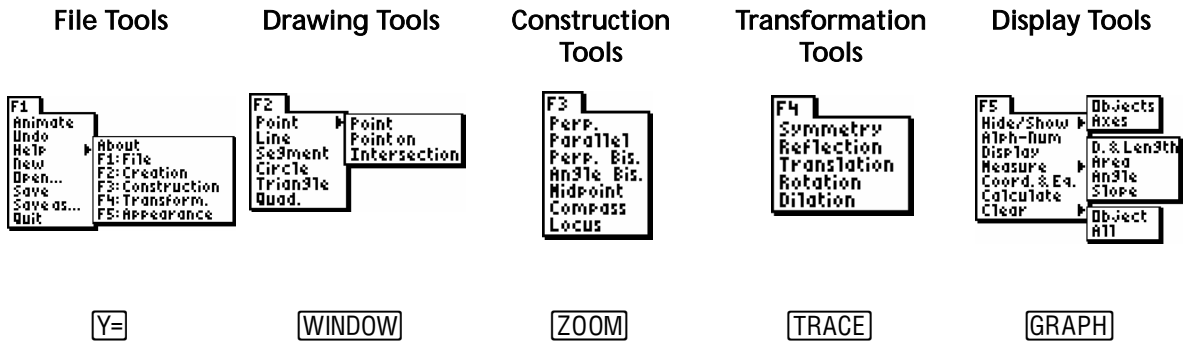 File Tools
Drawing Tools
Construction
Tools
Transformation
Tools
Display Tools
F1
Animate
Undo
Help
New
Open...
Save
Save as...
Quit
About
F1:File
F2:Creation
F3:Construction
F4:Transform.
F5:Appearance
F2
Point
Line
Segment
Circle
Triangle
Quad.
Point
Point on
Intersection
F3
Perp.
Parallel
Perp. Bis.
Angle Bis.
Midpoint
Compass
Locus
F4
Symmetry
Reflection
Translation
Rotation
Dilation
F5
Hide/Show
Alph-Num
Display
Measure
Coord. & Eq.
Calculate
Clear
Objects
Axes
D. & Length
Area
Angle
Slope
Object
All
Y=
WINDOW
ZOOM
TRACE
GRAPH